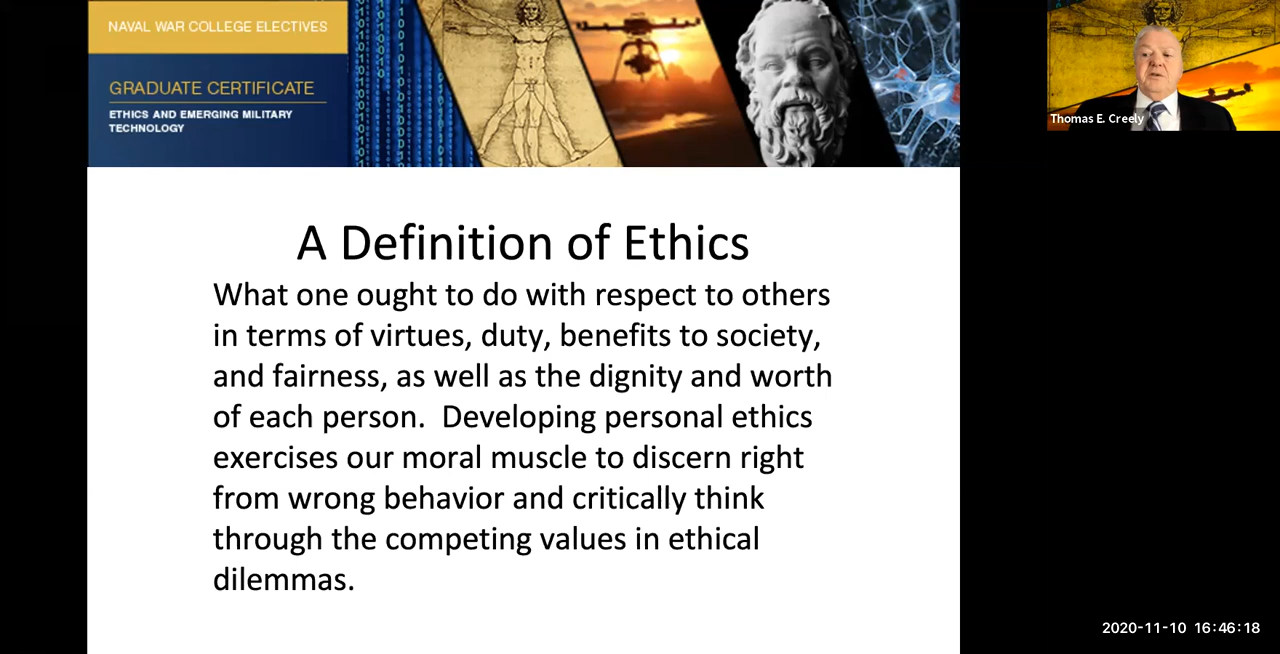 NAVAL WAR COLLEGE ELECTIVES
GRADUATE CERTIFICATE
ETHICS AND EMERGING MILITARY
TECHNOLOGY
Thomas E. Creely
A Definition of Ethics
What one ought to do with respect to others
in terms of virtues, duty, benefits to society,
and fairness, as well as the dignity and worth
of each person.  Developing personal ethics
exercises our moral muscle to discern right
from wrong behavior and critically think
through the competing values in ethical
dilemmas.
2020-11-10 16:46:18